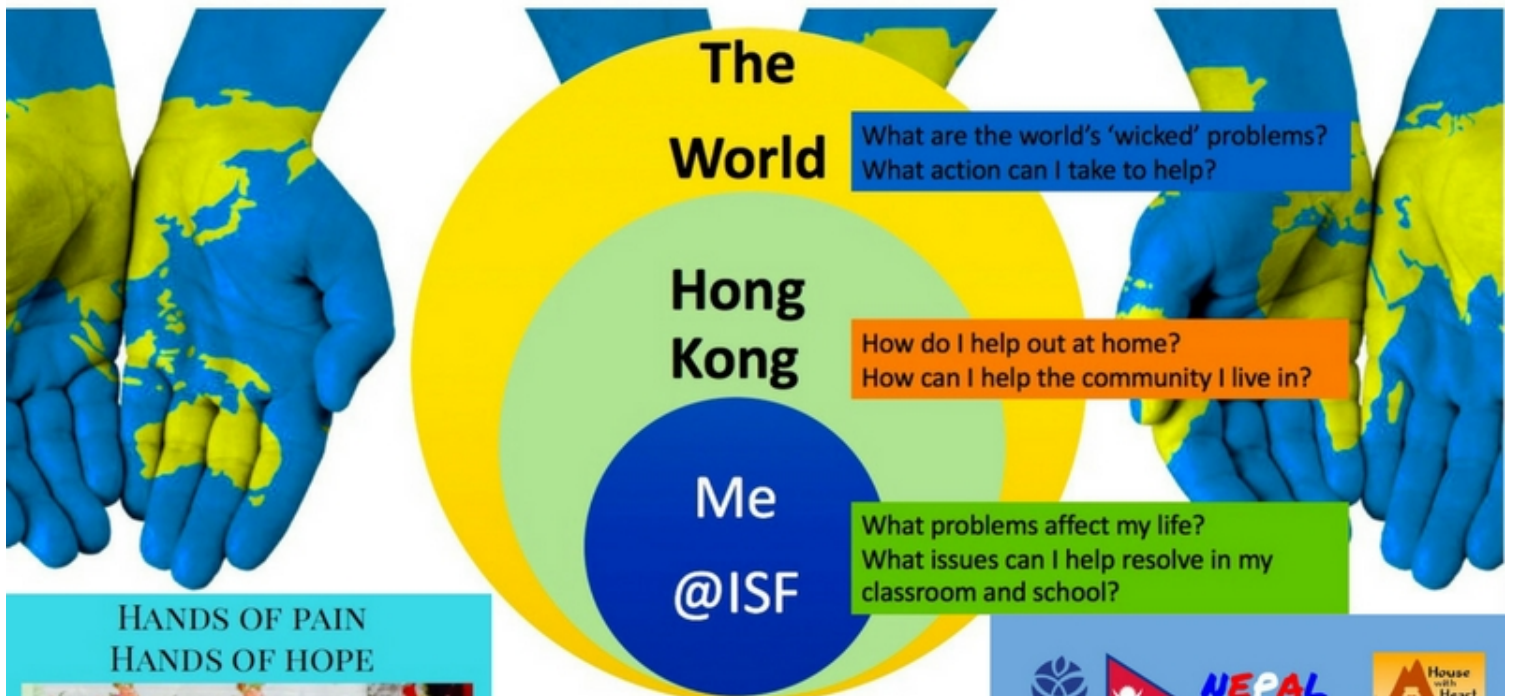 The
World
What are the world's 'wicked' problems?
What action can I take to help?
Hong
Kong
How do I help out at home?
How can I help the community I live in?
Me
@ISF
What problems affect my life?
What issues can I help resolve in my
classroom and school?
HANDS OF PAIN
HANDS OF HOPE
NEPAL
House
with
Heart